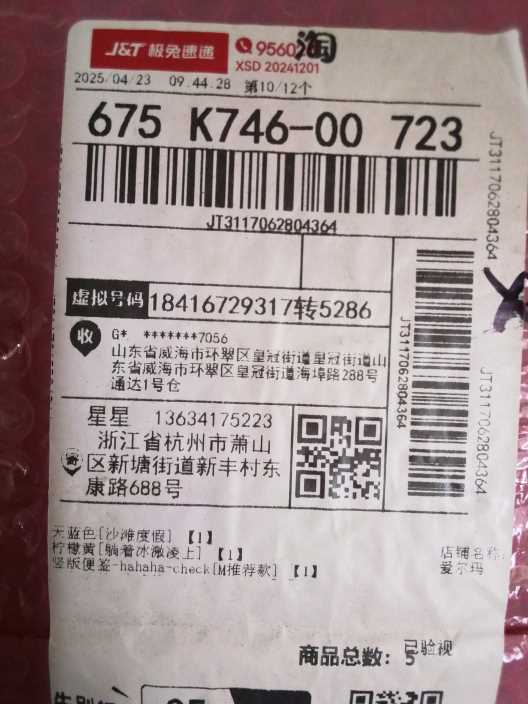 J&T 极兔速递
9560
淘
XSD 20241201
2025/04/23 09:44:28 第10/12个
675 K746-00 723
JT3117062804364
JT3117062804364
虚拟号码 18416729317转5286
收
G* *******7056
山东省威海市环翠区皇冠街道皇冠街道山
东省威海市环翠区皇冠街道海埠路288号
通达1号仓
JT3117062804364
JT3117062804364
星星 13634175223
浙江省杭州市萧山
区新塘街道新丰村东
康路688号
天蓝色[沙滩度假] 【1】
柠檬黄[躺着冰激凌上] 【1】
竖版便签-hahaha-check[M推荐款] 【1】
店铺名称:
爱尔玛
商品总数: 5
已验视